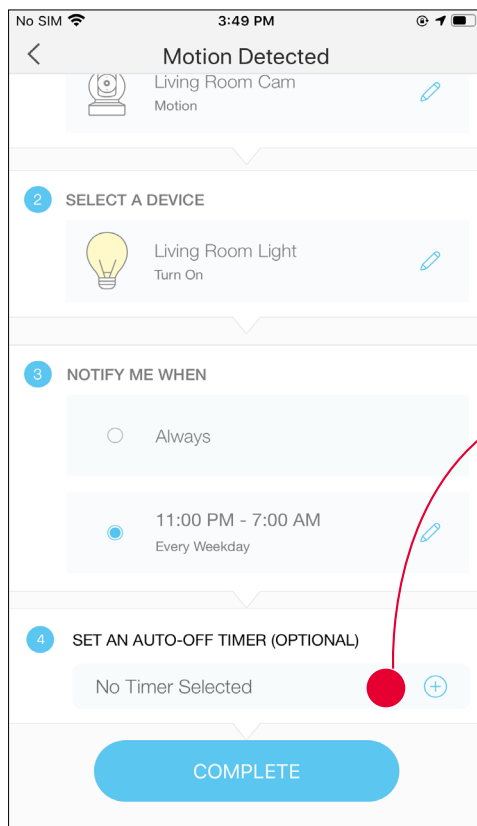 No SIM 3:49 PM
Motion Detected
Living Room Cam
Motion
2 SELECT A DEVICE
Living Room Light
Turn On
3 NOTIFY ME WHEN
Always
11:00 PM - 7:00 AM
Every Weekday
4 SET AN AUTO-OFF TIMER (OPTIONAL)
No Timer Selected
COMPLETE